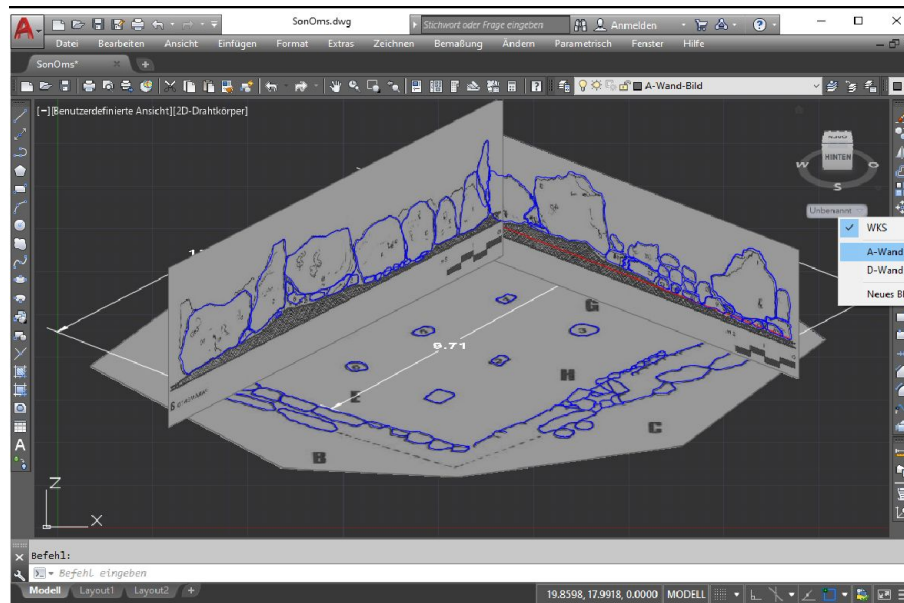 SonOms.dwg
Stichwort oder Frage eingeben
Anmelden
Datei Bearbeiten Ansicht Einfügen Format Extras Zeichnen Bemaßung Ändern Parametrisch Fenster Hilfe
SonOms*
A-Wand-Bild
[−][Benutzerdefinierte Ansicht][2D-Drahtkörper]
HINTEN
W O
S
Unbenannt
WKS
A-Wand
D-Wand
Neues B
G
9.71
H
E
C
B
Z
X
Befehl:
Befehl eingeben
Modell Layout1 Layout2 +
19.8598, 17.9918, 0.0000 MODELL